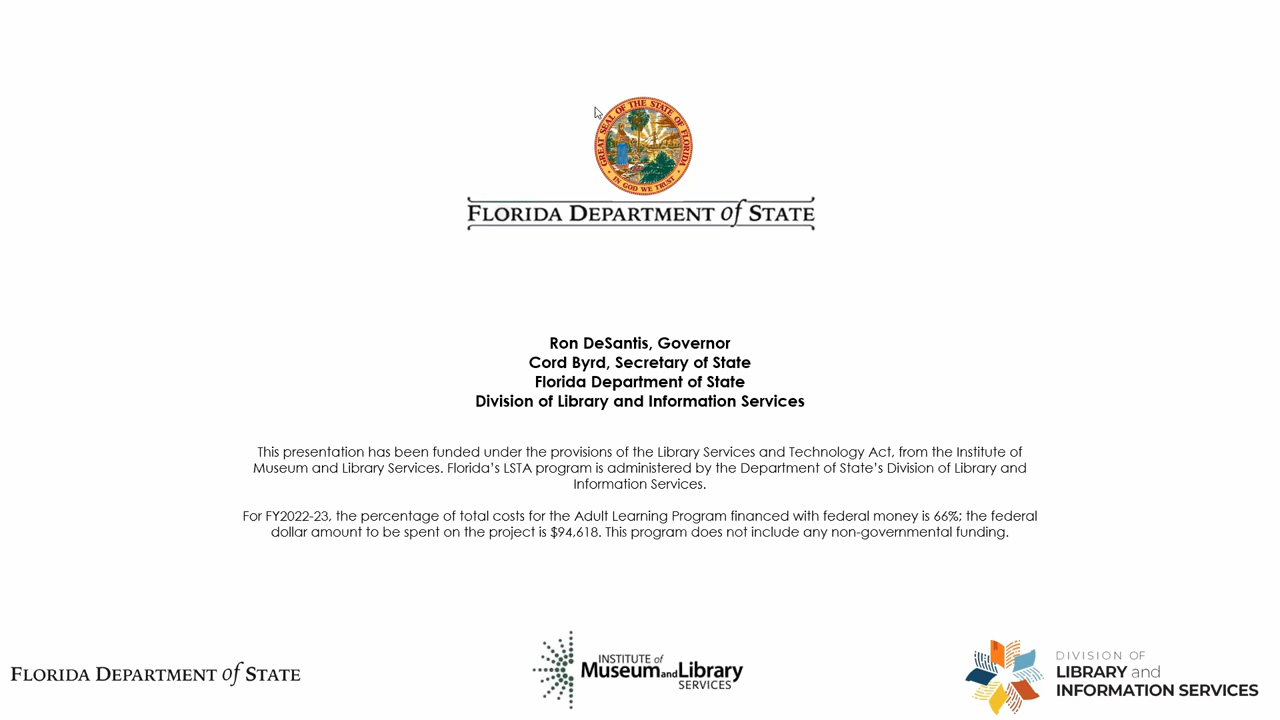 GREAT SEAL OF THE STATE OF FLORIDA
IN GOD WE TRUST
FLORIDA DEPARTMENT of STATE
Ron DeSantis, Governor
Cord Byrd, Secretary of State
Florida Department of State
Division of Library and Information Services
This presentation has been funded under the provisions of the Library Services and Technology Act, from the Institute of
Museum and Library Services. Florida’s LSTA program is administered by the Department of State’s Division of Library and
Information Services.
For FY2022-23, the percentage of total costs for the Adult Learning Program financed with federal money is 66%; the federal
dollar amount to be spent on the project is $94,618. This program does not include any non-governmental funding.
FLORIDA DEPARTMENT of STATE
INSTITUTE of
Museum and Library
SERVICES
DIVISION OF
LIBRARY and
INFORMATION SERVICES